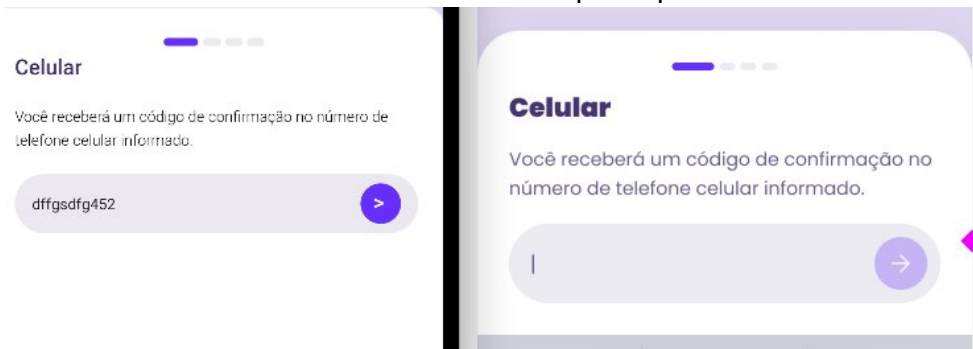 Celular
Você receberá um código de confirmação no número de
telefone celular informado.
dffgsdfg452
>
Celular
Você receberá um código de confirmação no
número de telefone celular informado.